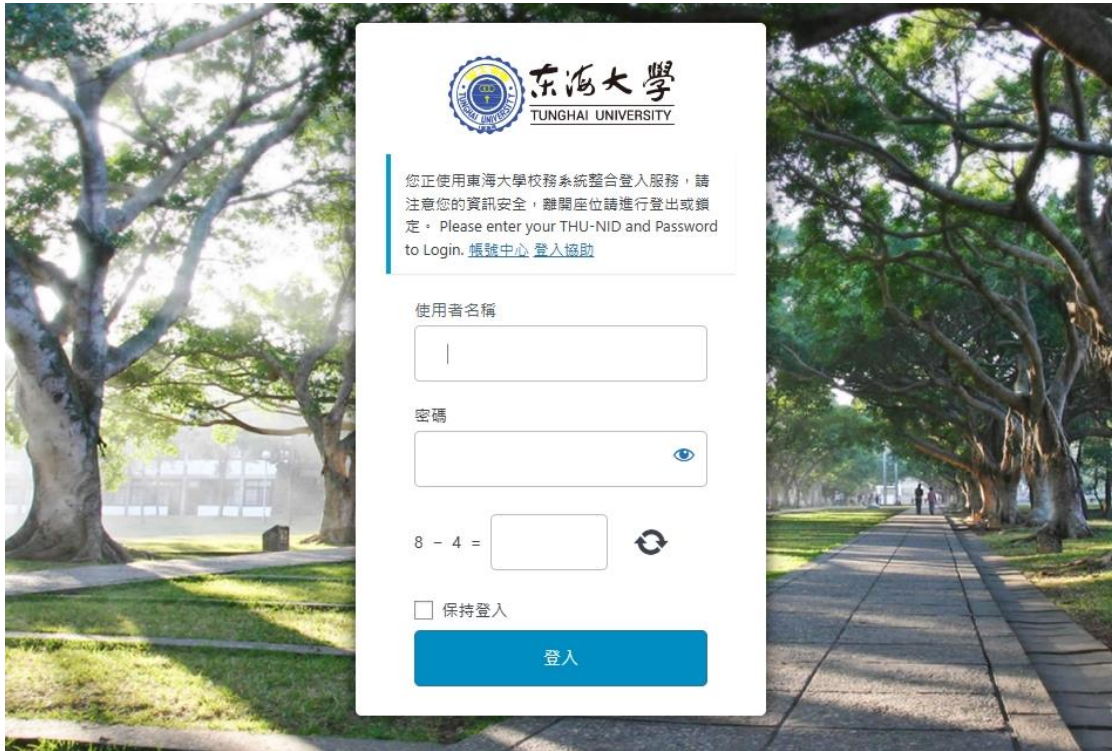 东海大學
TUNGHAI UNIVERSITY
TUNGHAI UNIVERSITY
您正使用東海大學校務系統整合登入服務，請
注意您的資訊安全，離開座位請進行登出或鎖
定。 Please enter your THU-NID and Password
to Login. 帳號中心 登入協助
使用者名稱
密碼
8 - 4 =
保持登入
登入